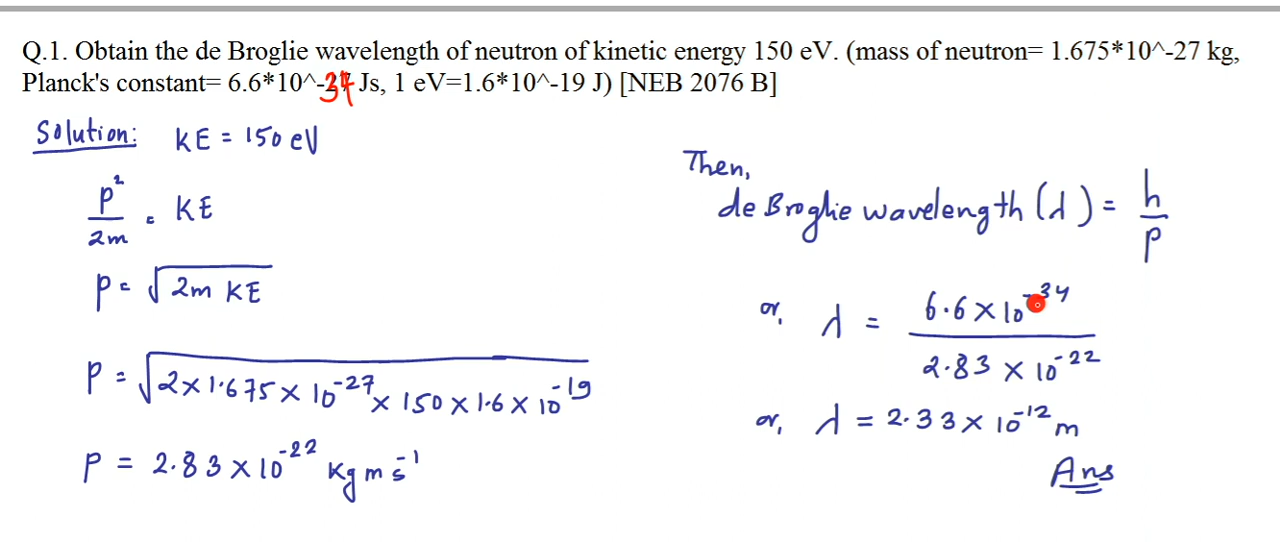 Q.1. Obtain the de Broglie wavelength of neutron of kinetic energy 150 eV. (mass of neutron= 1.675*10^-27 kg,
Planck's constant= 6.6*10^-34 Js, 1 eV=1.6*10^-19 J) [NEB 2076 B]
Solution: KE = 150 eV
p²/2m = KE
p = √(2m KE)
P = √(2×1.675×10⁻²⁷ × 150 × 1.6 × 10⁻¹⁹)
P = 2.83 × 10⁻²² kg m s⁻¹
Then,
de Broglie wavelength (λ) = h/p
or, λ = 6.6 × 10⁻³⁴ / 2.83 × 10⁻²²
or, λ = 2.33 × 10⁻¹² m
Ans